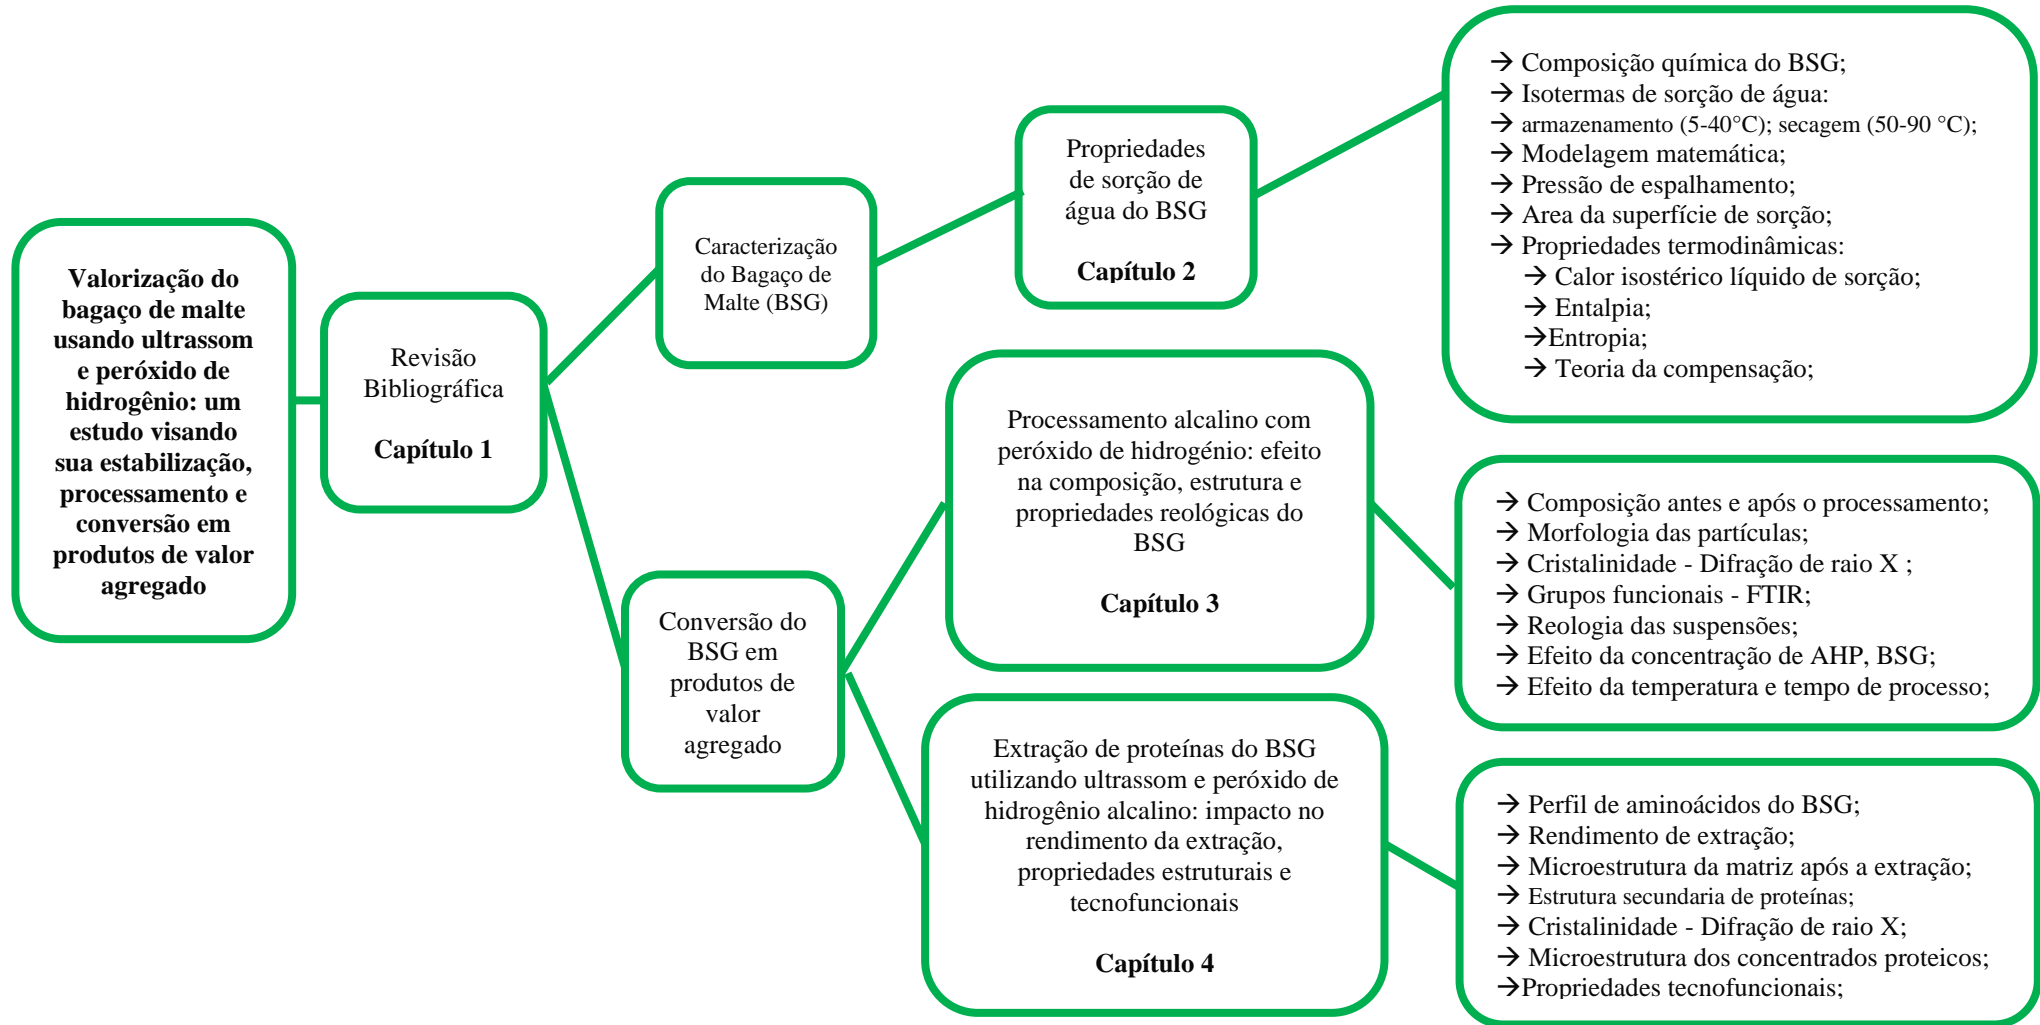 Valorização do
bagaço de malte
usando ultrassom
e peróxido de
hidrogênio: um
estudo visando
sua estabilização,
processamento e
conversão em
produtos de valor
agregado
Revisão
Bibliográfica
Capítulo 1
Caracterização
do Bagaço de
Malte (BSG)
Propriedades
de sorção de
água do BSG
Capítulo 2
→ Composição química do BSG;
→ Isotermas de sorção de água:
→ armazenamento (5-40°C); secagem (50-90 °C);
→ Modelagem matemática;
→ Pressão de espalhamento;
→ Area da superfície de sorção;
→ Propriedades termodinâmicas:
→ Calor isostérico líquido de sorção;
→ Entalpia;
→Entropia;
→ Teoria da compensação;
Conversão do
BSG em
produtos de
valor
agregado
Processamento alcalino com
peróxido de hidrogénio: efeito
na composição, estrutura e
propriedades reológicas do
BSG
Capítulo 3
→ Composição antes e após o processamento;
→ Morfologia das partículas;
→ Cristalinidade - Difração de raio X ;
→ Grupos funcionais - FTIR;
→ Reologia das suspensões;
→ Efeito da concentração de AHP, BSG;
→ Efeito da temperatura e tempo de processo;
Extração de proteínas do BSG
utilizando ultrassom e peróxido de
hidrogênio alcalino: impacto no
rendimento da extração,
propriedades estruturais e
tecnofuncionais
Capítulo 4
→ Perfil de aminoácidos do BSG;
→ Rendimento de extração;
→ Microestrutura da matriz após a extração;
→ Estrutura secundaria de proteínas;
→ Cristalinidade - Difração de raio X;
→ Microestrutura dos concentrados proteicos;
→Propriedades tecnofuncionais;